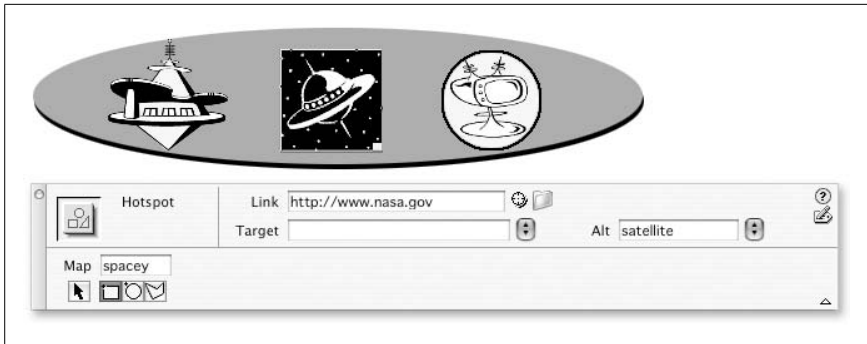 Hotspot
Link http://www.nasa.gov
Target
Alt satellite
Map spacey